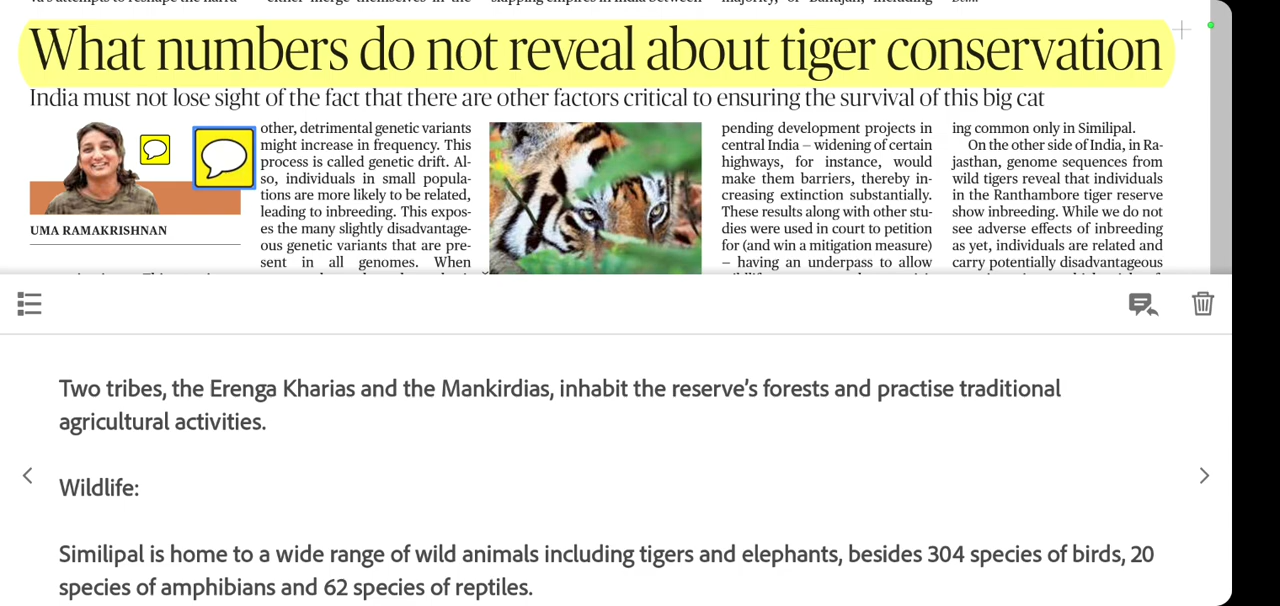 What numbers do not reveal about tiger conservation
India must not lose sight of the fact that there are other factors critical to ensuring the survival of this big cat
UMA RAMAKRISHNAN
other, detrimental genetic variants
might increase in frequency. This
process is called genetic drift. Al-
so, individuals in small popula-
tions are more likely to be related,
leading to inbreeding. This expos-
es the many slightly disadvantage-
ous genetic variants that are pre-
sent in all genomes. When
pending development projects in
central India – widening of certain
highways, for instance, would
make them barriers, thereby in-
creasing extinction substantially.
These results along with other stu-
dies were used in court to petition
for (and win a mitigation measure)
– having an underpass to allow
ing common only in Similipal.
On the other side of India, in Ra-
jasthan, genome sequences from
wild tigers reveal that individuals
in the Ranthambore tiger reserve
show inbreeding. While we do not
see adverse effects of inbreeding
as yet, individuals are related and
carry potentially disadvantageous
Two tribes, the Erenga Kharias and the Mankirdias, inhabit the reserve's forests and practise traditional
agricultural activities.
Wildlife:
Similipal is home to a wide range of wild animals including tigers and elephants, besides 304 species of birds, 20
species of amphibians and 62 species of reptiles.